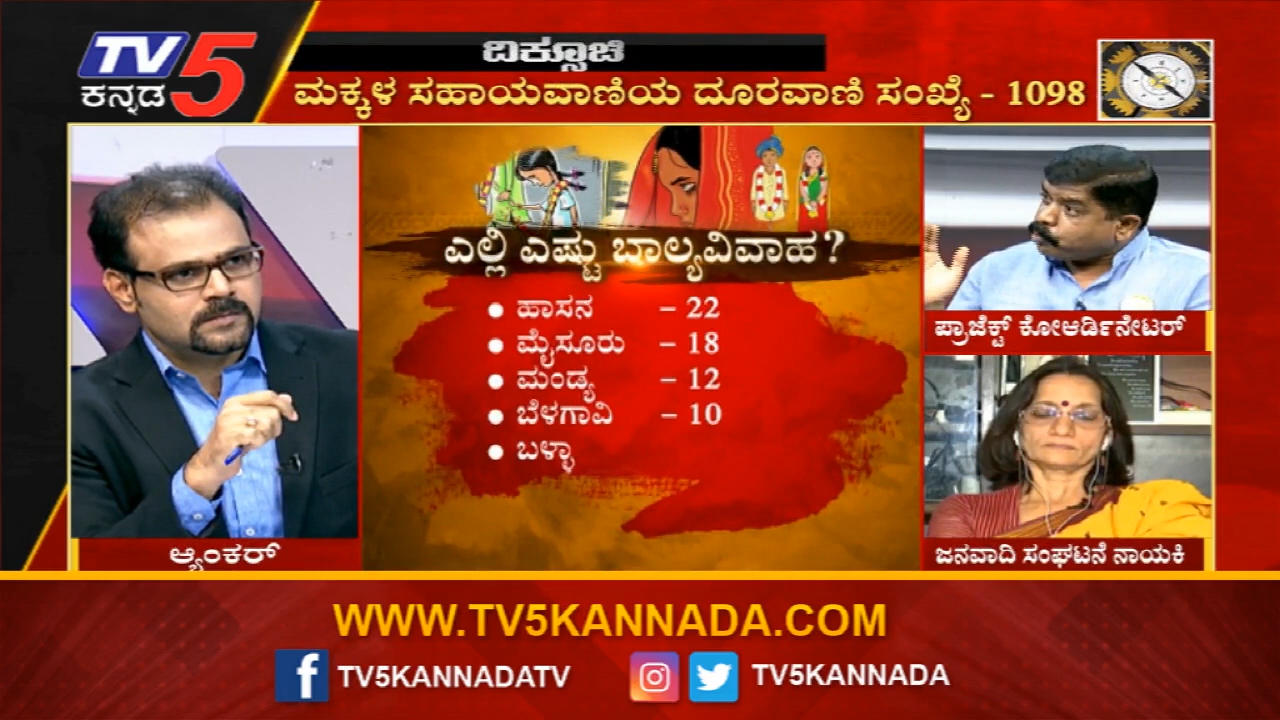 TV5
ಕನ್ನಡ
ದಿಕ್ಸೂಚಿ
ಮಕ್ಕಳ ಸಹಾಯವಾಣಿಯ ದೂರವಾಣಿ ಸಂಖ್ಯೆ - 1098
ಎಲ್ಲಿ ಎಷ್ಟು ಬಾಲ್ಯವಿವಾಹ?
● ಹಾಸನ – 22
● ಮೈಸೂರು – 18
● ಮಂಡ್ಯ – 12
● ಬೆಳಗಾವಿ – 10
● ಬಳ್ಳಾ
ಆ್ಯಂಕರ್
ಪ್ರಾಜೆಕ್ಟ್ ಕೋಆರ್ಡಿನೇಟರ್
ಜನವಾದಿ ಸಂಘಟನೆ ನಾಯಕಿ
WWW.TV5KANNADA.COM
TV5KANNADATV
TV5KANNADA